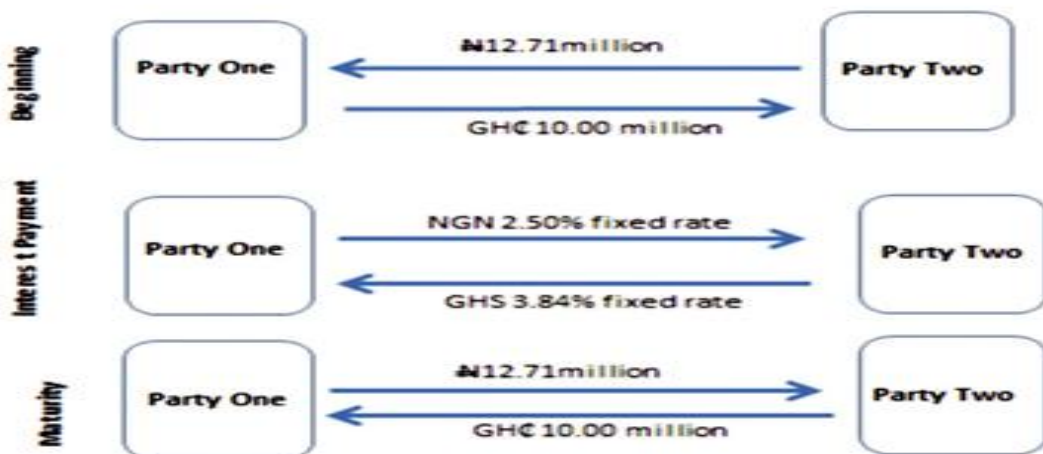 Beginning
Party One
₦12.71million
GH₵ 10.00 million
Party Two
Interest Payment
Party One
NGN 2.50% fixed rate
GHS 3.84% fixed rate
Party Two
Maturity
Party One
₦12.71million
GH₵ 10.00 million
Party Two